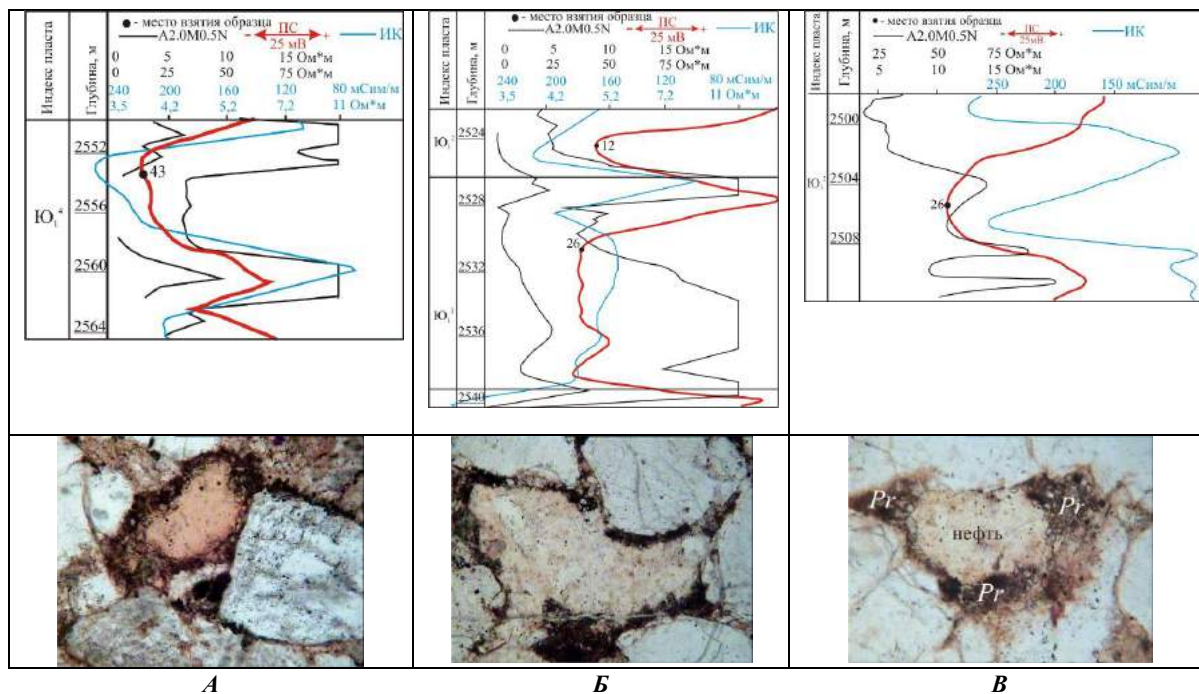 ● - место взятия образца
A2.0M0.5N
ПС
- +
25 мВ
ИК
Индекс пласта
Глубина, м
0 5 10 15 Ом*м
0 25 50 75 Ом*м
240 200 160 120 80 мСим/м
3,5 4,2 5,2 7,2 11 Ом*м
2552
43
2556
2560
2564
● - место взятия образца
A2.0M0.5N
ПС
- +
25 мВ
ИК
Индекс пласта
Глубина, м
0 5 10 15 Ом*м
0 25 50 75 Ом*м
240 200 160 120 80 мСим/м
3,5 4,2 5,2 7,2 11 Ом*м
2524
12
2528
26
2532
2536
2540
● - место взятия образца
A2.0M0.5N
ПС
- +
25мВ
ИК
Индекс пласта
Глубина, м
25 50 75 Ом*м
5 10 15 Ом*м
250 200 150 мСим/м
2500
2504
26
2508
Pr
Pr
нефть
Pr
А
Б
В